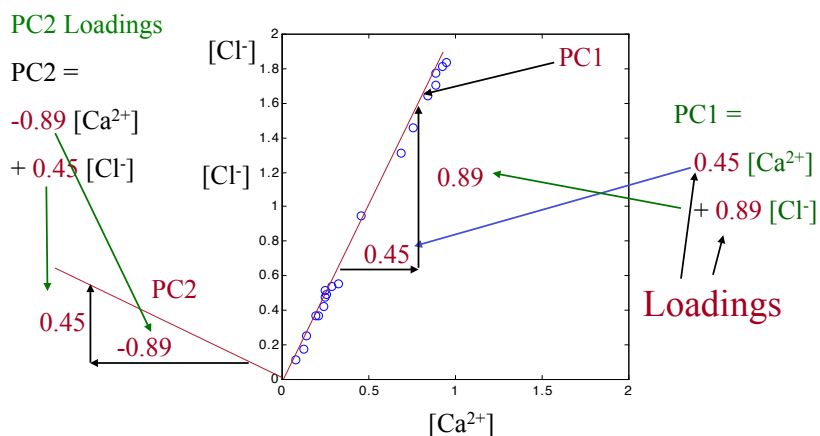 PC2 Loadings
PC2 =
-0.89 [Ca²⁺]
+ 0.45 [Cl⁻]
PC2
0.45
-0.89
[Cl⁻]
[Cl⁻]
2
1.8
1.6
1.4
1.2
1
0.8
0.6
0.4
0.2
0
0
0.5
1
1.5
2
[Ca²⁺]
PC1
0.89
0.45
PC1 =
0.45 [Ca²⁺]
+ 0.89 [Cl⁻]
Loadings